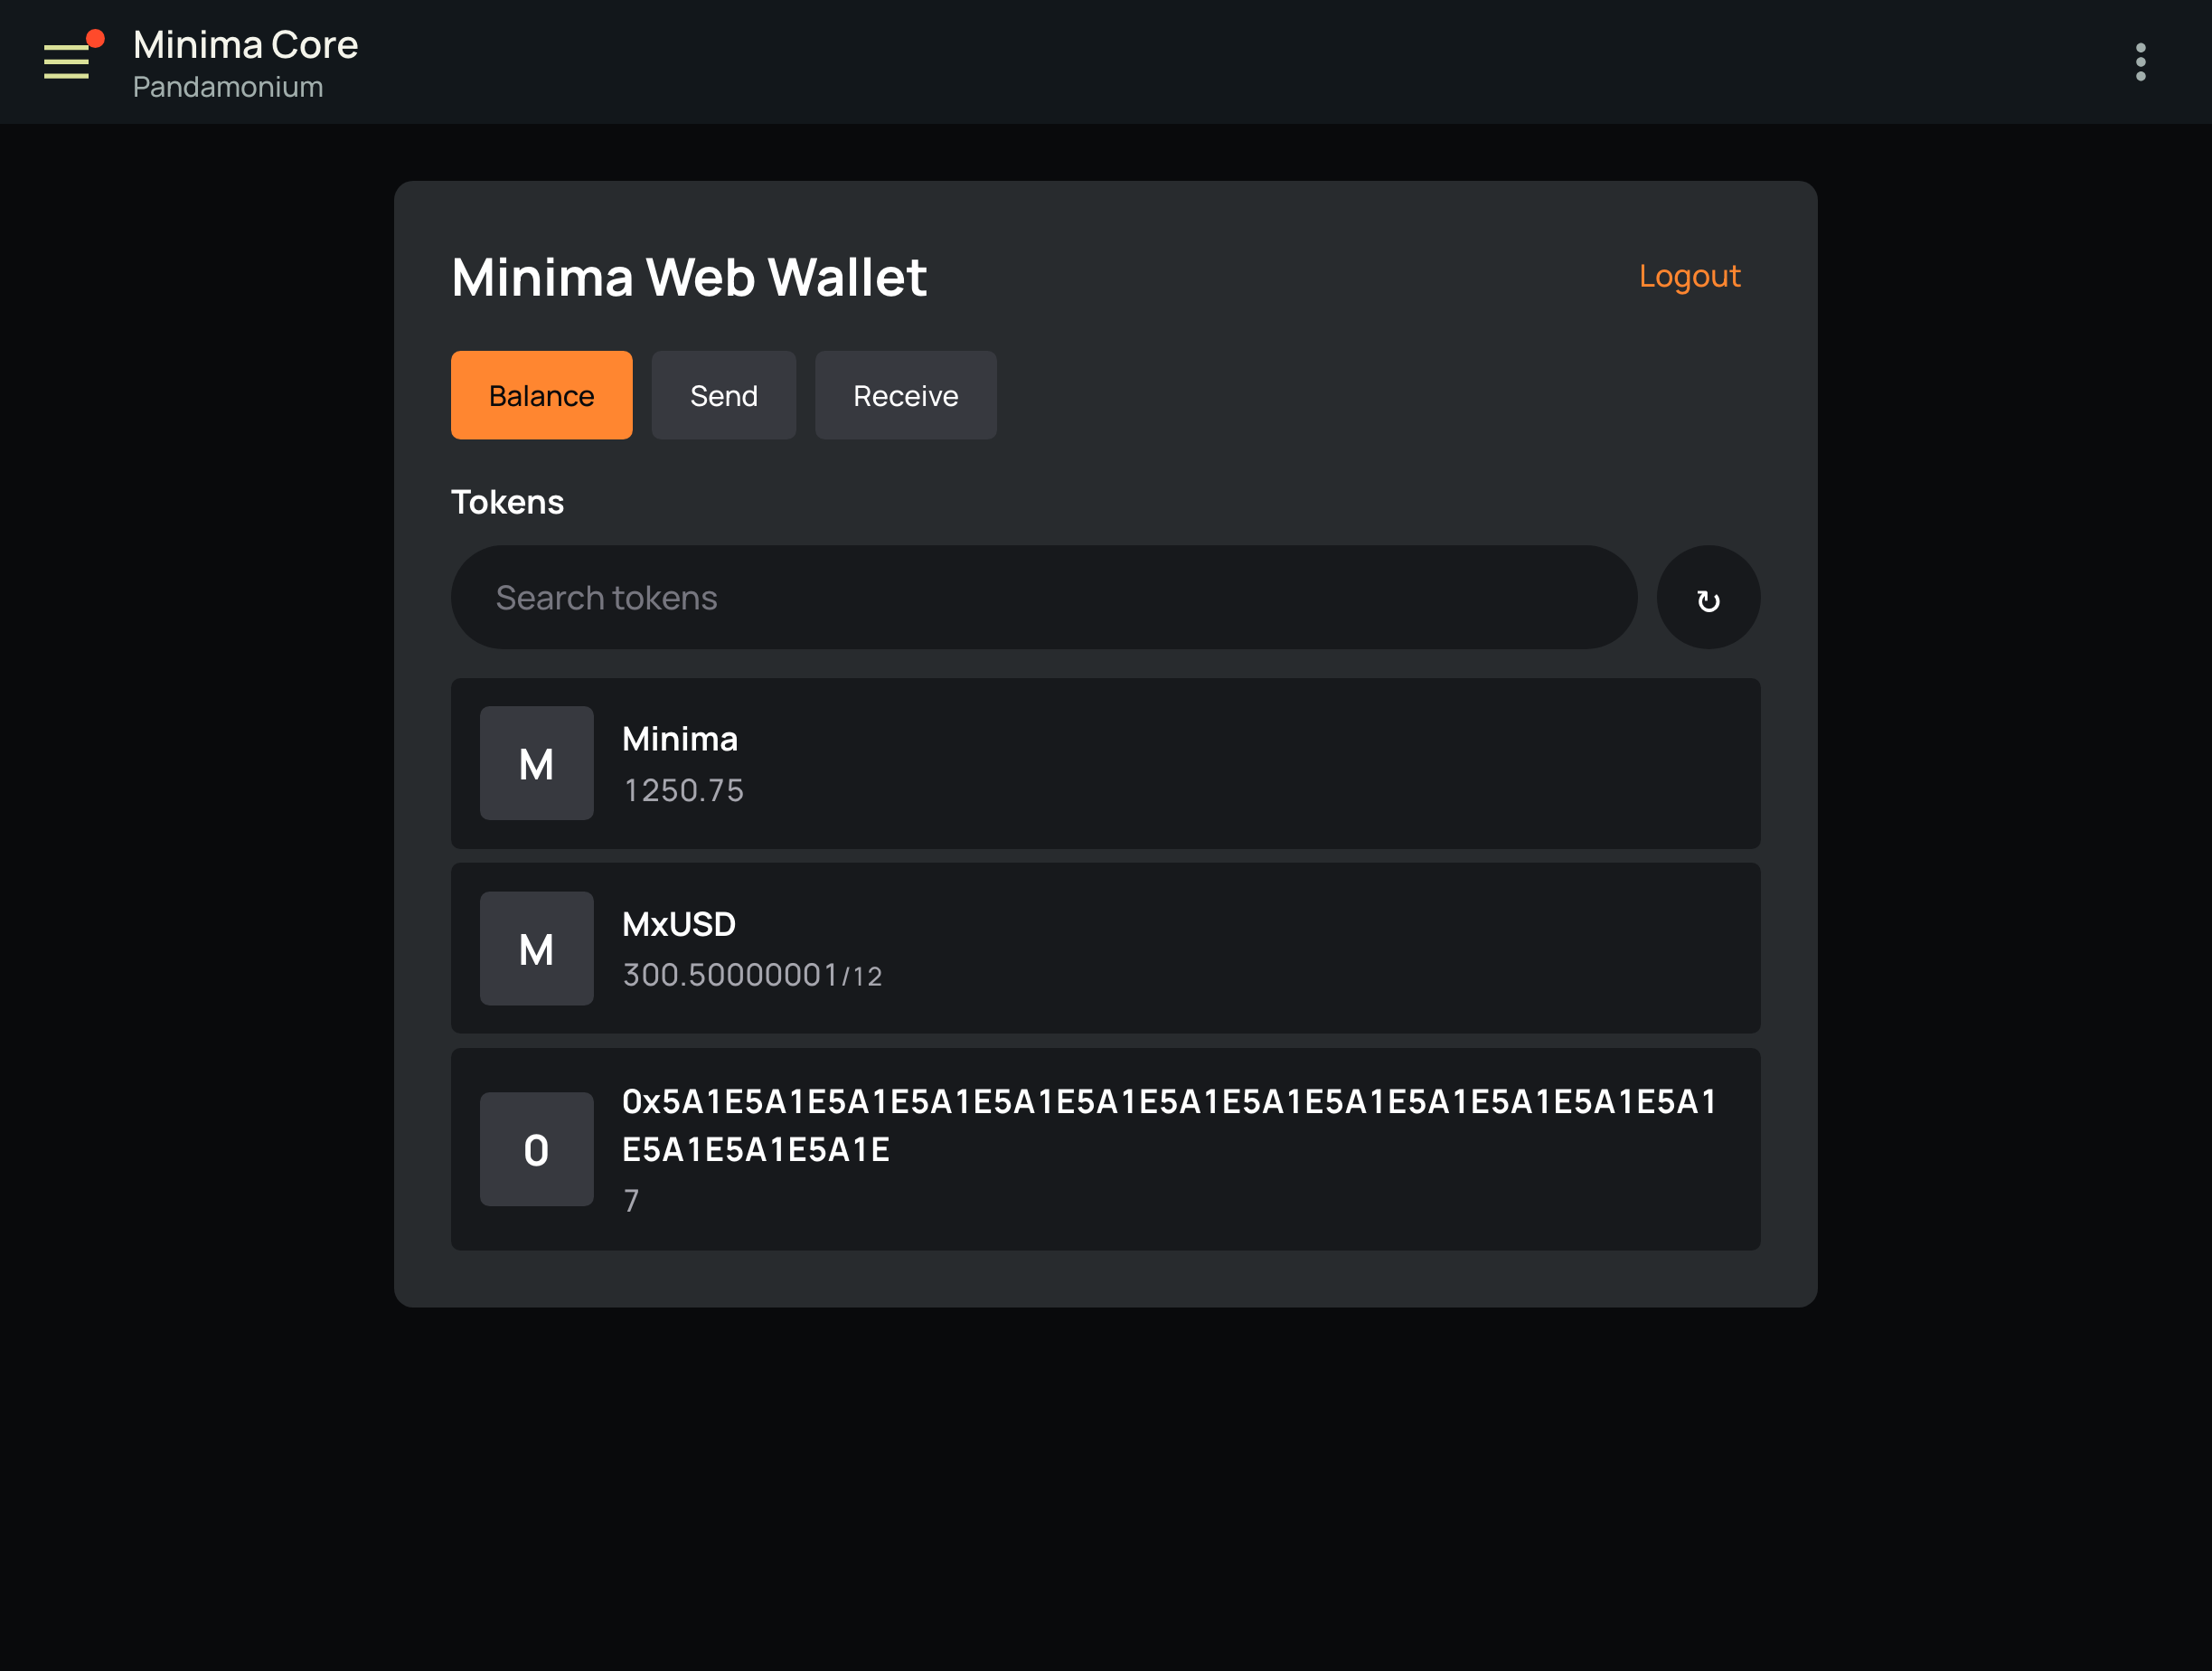 Minima Core
Pandamonium
Minima Web Wallet
Logout
Balance
Send
Receive
Tokens
Search tokens
↻
M
Minima
1250.75
M
MxUSD
300.50000001/12
0
0x5A1E5A1E5A1E5A1E5A1E5A1E5A1E5A1E5A1E5A1E5A1E5A1E5A1
E5A1E5A1E5A1E
7